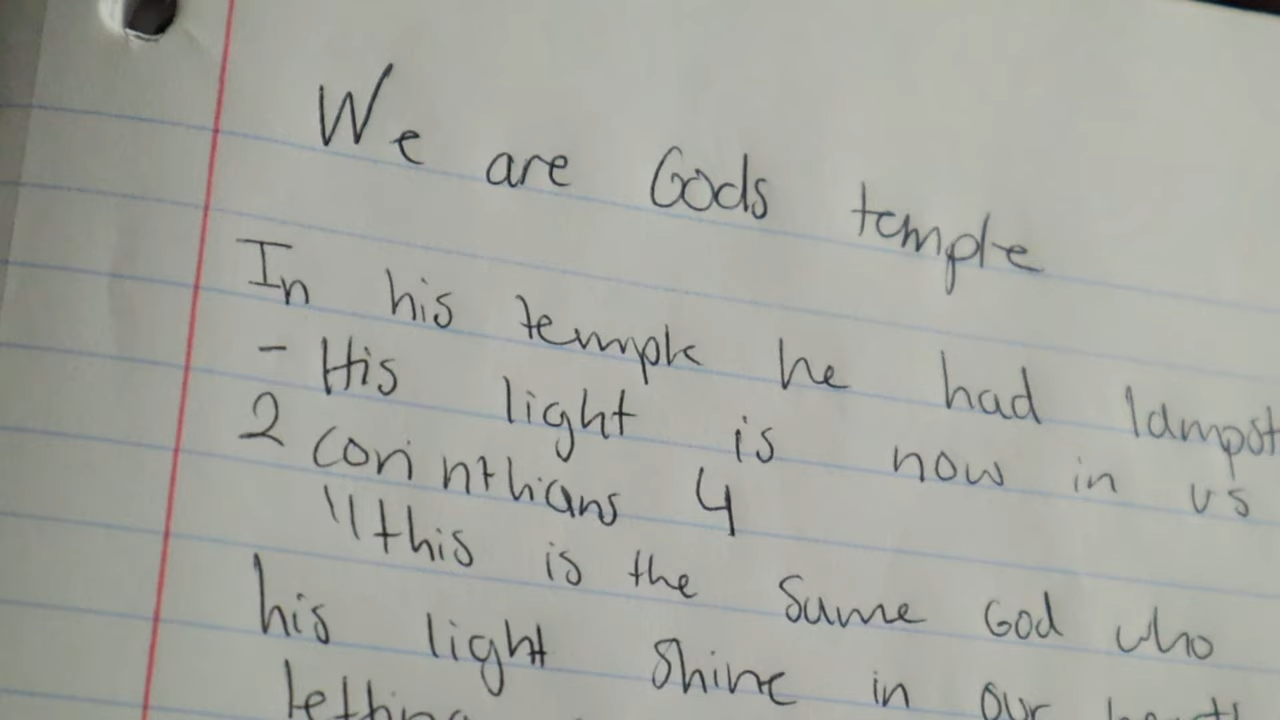 We are Gods temple
In his temple he had lampst
- His light is now in us
2 corinthians 4
"this is the same God who
his light shine in our